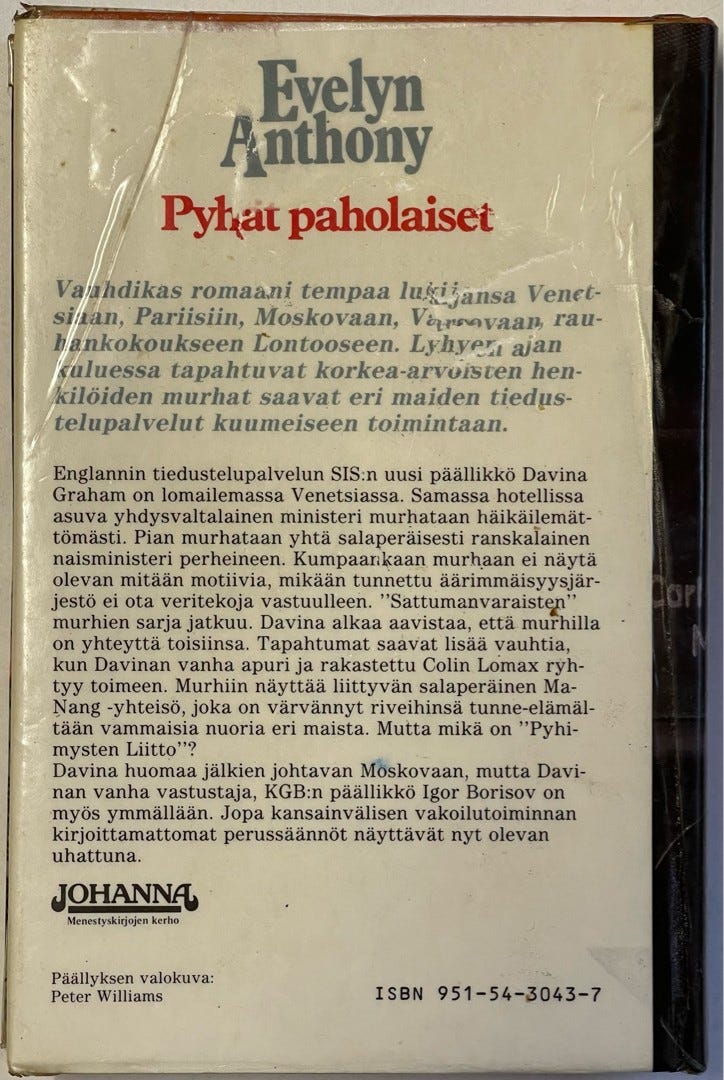 Evelyn
Anthony
Pyhät paholaiset
Vauhdikas romaani tempaa lukijansa Venet-
siaan, Pariisiin, Moskovaan, Varsovaan, rau-
hankokoukseen Lontooseen. Lyhyen ajan
kuluessa tapahtuvat korkea-arvoisten hen-
kilöiden murhat saavat eri maiden tiedus-
telupalvelut kuumeiseen toimintaan.
Englannin tiedustelupalvelun SIS:n uusi päällikkö Davina
Graham on lomailemassa Venetsiassa. Samassa hotellissa
asuva yhdysvaltalainen ministeri murhataan häikäilemät-
tömästi. Pian murhataan yhtä salaperäisesti ranskalainen
naisministeri perheineen. Kumpaankaan murhaan ei näytä
olevan mitään motiivia, mikään tunnettu äärimmäisyysjär-
jestö ei ota veritekoja vastuulleen. "Sattumanvaraisten"
murhien sarja jatkuu. Davina alkaa aavistaa, että murhilla
on yhteyttä toisiinsa. Tapahtumat saavat lisää vauhtia,
kun Davinan vanha apuri ja rakastettu Colin Lomax ryh-
tyy toimeen. Murhiin näyttää liittyvän salaperäinen Ma-
Nang -yhteisö, joka on värvännyt riveihinsä tunne-elämäl-
tään vammaisia nuoria eri maista. Mutta mikä on "Pyhi-
mysten Liitto"?
Davina huomaa jälkien johtavan Moskovaan, mutta Davi-
nan vanha vastustaja, KGB:n päällikkö Igor Borisov on
myös ymmällään. Jopa kansainvälisen vakoilutoiminnan
kirjoittamattomat perussäännöt näyttävät nyt olevan
uhattuna.
JOHANNA
Menestyskirjojen kerho
Päällyksen valokuva:
Peter Williams
ISBN 951-54-3043-7